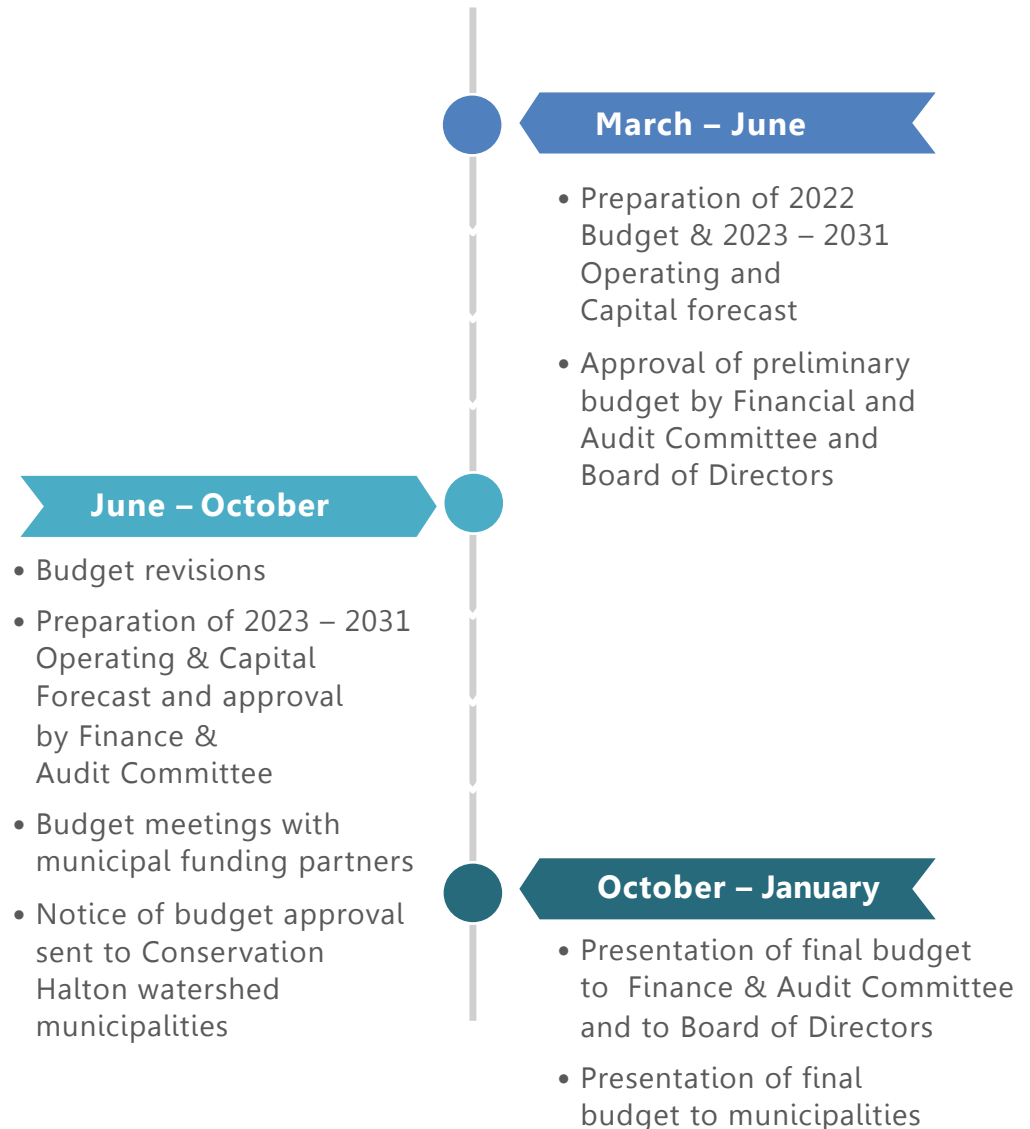 March – June
• Preparation of 2022
Budget & 2023 – 2031
Operating and
Capital forecast
• Approval of preliminary
budget by Financial and
Audit Committee and
Board of Directors
June – October
• Budget revisions
• Preparation of 2023 – 2031
Operating & Capital
Forecast and approval
by Finance &
Audit Committee
• Budget meetings with
municipal funding partners
• Notice of budget approval
sent to Conservation
Halton watershed
municipalities
October – January
• Presentation of final budget
to Finance & Audit Committee
and to Board of Directors
• Presentation of final
budget to municipalities